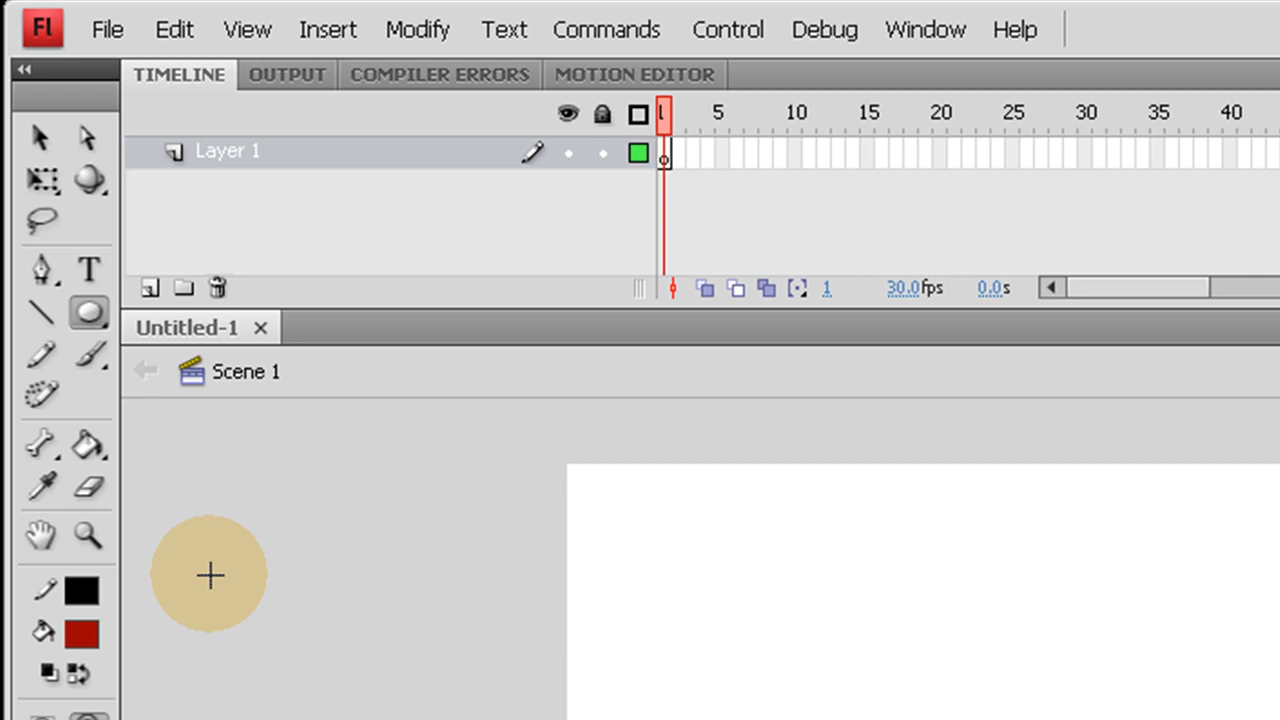 Fl File Edit View Insert Modify Text Commands Control Debug Window Help
TIMELINE OUTPUT COMPILER ERRORS MOTION EDITOR
5 10 15 20 25 30 35 40
Layer 1
1 30.0fps 0.0s
T
Untitled-1
Scene 1